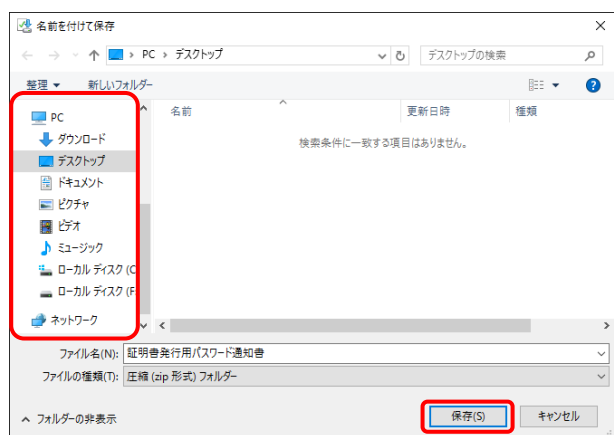 名前を付けて保存
PC › デスクトップ
デスクトップの検索
整理 新しいフォルダー
名前 更新日時 種類
検索条件に一致する項目はありません。
PC
ダウンロード
デスクトップ
ドキュメント
ピクチャ
ビデオ
ミュージック
ローカル ディスク (C
ローカル ディスク (F
ネットワーク
ファイル名(N): 証明書発行用パスワード通知書
ファイルの種類(T): 圧縮 (zip 形式) フォルダー
フォルダーの非表示
保存(S) キャンセル